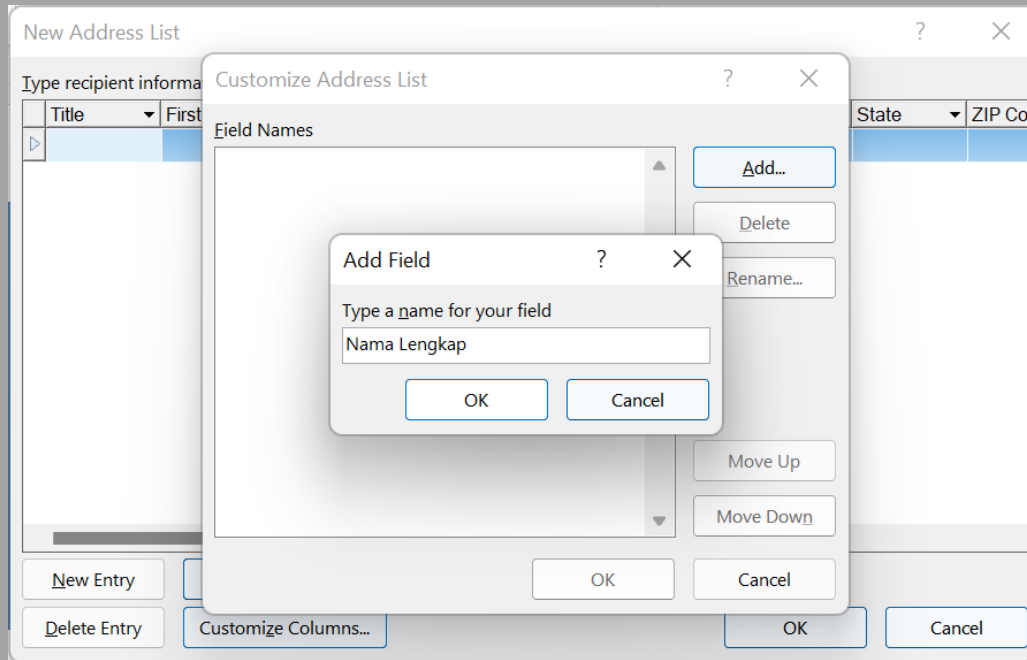 New Address List
?
Type recipient informa
Customize Address List
?
Title
First
State
ZIP Co
Field Names
Add...
Delete
Rename...
Add Field
?
Type a name for your field
Nama Lengkap
OK
Cancel
Move Up
Move Down
OK
Cancel
New Entry
Delete Entry
Customize Columns...
OK
Cancel